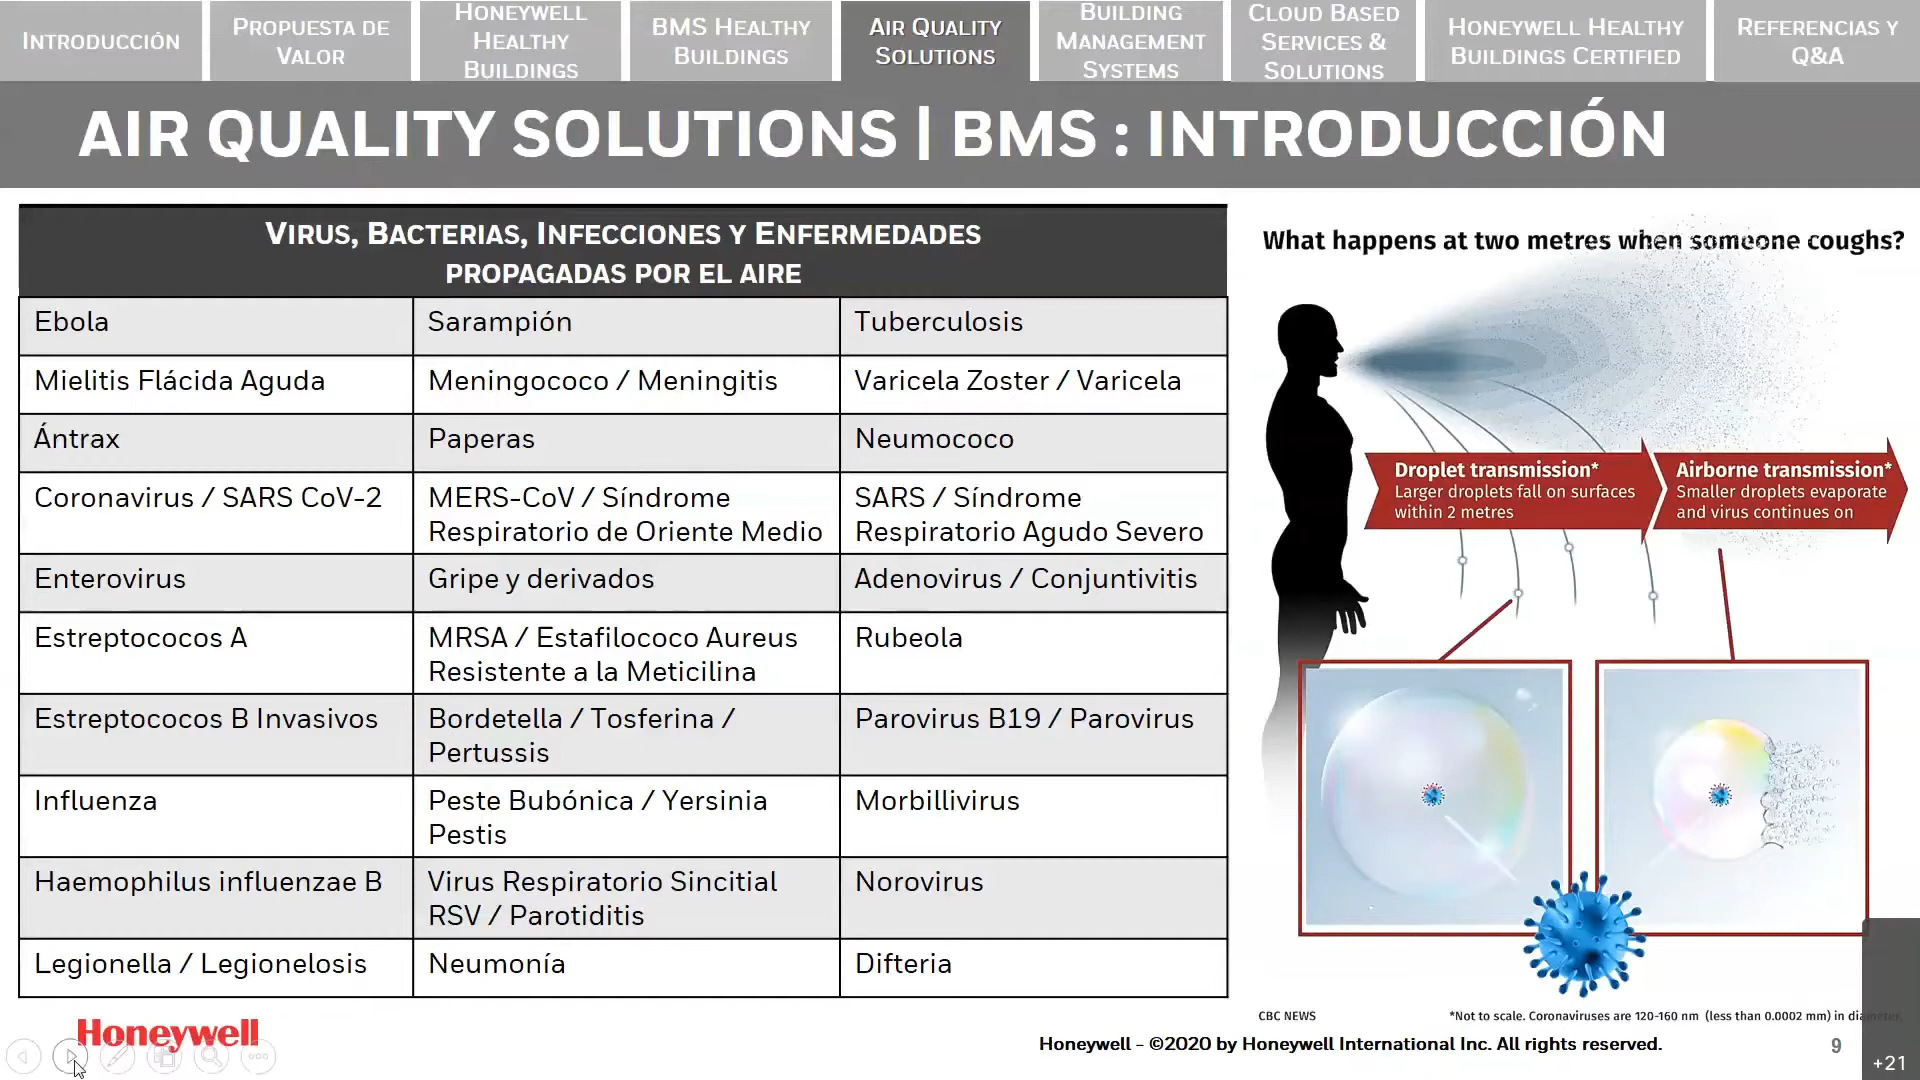 INTRODUCCIÓN
PROPUESTA DE
VALOR
HONEYWELL
HEALTHY
BUILDINGS
BMS HEALTHY
BUILDINGS
AIR QUALITY
SOLUTIONS
BUILDING
MANAGEMENT
SYSTEMS
CLOUD BASED
SERVICES &
SOLUTIONS
HONEYWELL HEALTHY
BUILDINGS CERTIFIED
REFERENCIAS Y
Q&A
AIR QUALITY SOLUTIONS | BMS : INTRODUCCIÓN
VIRUS, BACTERIAS, INFECCIONES Y ENFERMEDADES
PROPAGADAS POR EL AIRE
Ebola
Sarampión
Tuberculosis
Mielitis Flácida Aguda
Meningococo / Meningitis
Varicela Zoster / Varicela
Ántrax
Paperas
Neumococo
Coronavirus / SARS CoV-2
MERS-CoV / Síndrome
Respiratorio de Oriente Medio
SARS / Síndrome
Respiratorio Agudo Severo
Enterovirus
Gripe y derivados
Adenovirus / Conjuntivitis
Estreptococos A
MRSA / Estafilococo Aureus
Resistente a la Meticilina
Rubeola
Estreptococos B Invasivos
Bordetella / Tosferina /
Pertussis
Parovirus B19 / Parovirus
Influenza
Peste Bubónica / Yersinia
Pestis
Morbillivirus
Haemophilus influenzae B
Virus Respiratorio Sincitial
RSV / Parotiditis
Norovirus
Legionella / Legionelosis
Neumonía
Difteria
What happens at two metres when someone coughs?
Droplet transmission*
Larger droplets fall on surfaces
within 2 metres
Airborne transmission*
Smaller droplets evaporate
and virus continues on
CBC NEWS
*Not to scale. Coronaviruses are 120-160 nm (less than 0.0002 mm) in diameter.
Honeywell
Honeywell - ©2020 by Honeywell International Inc. All rights reserved.
9
+21